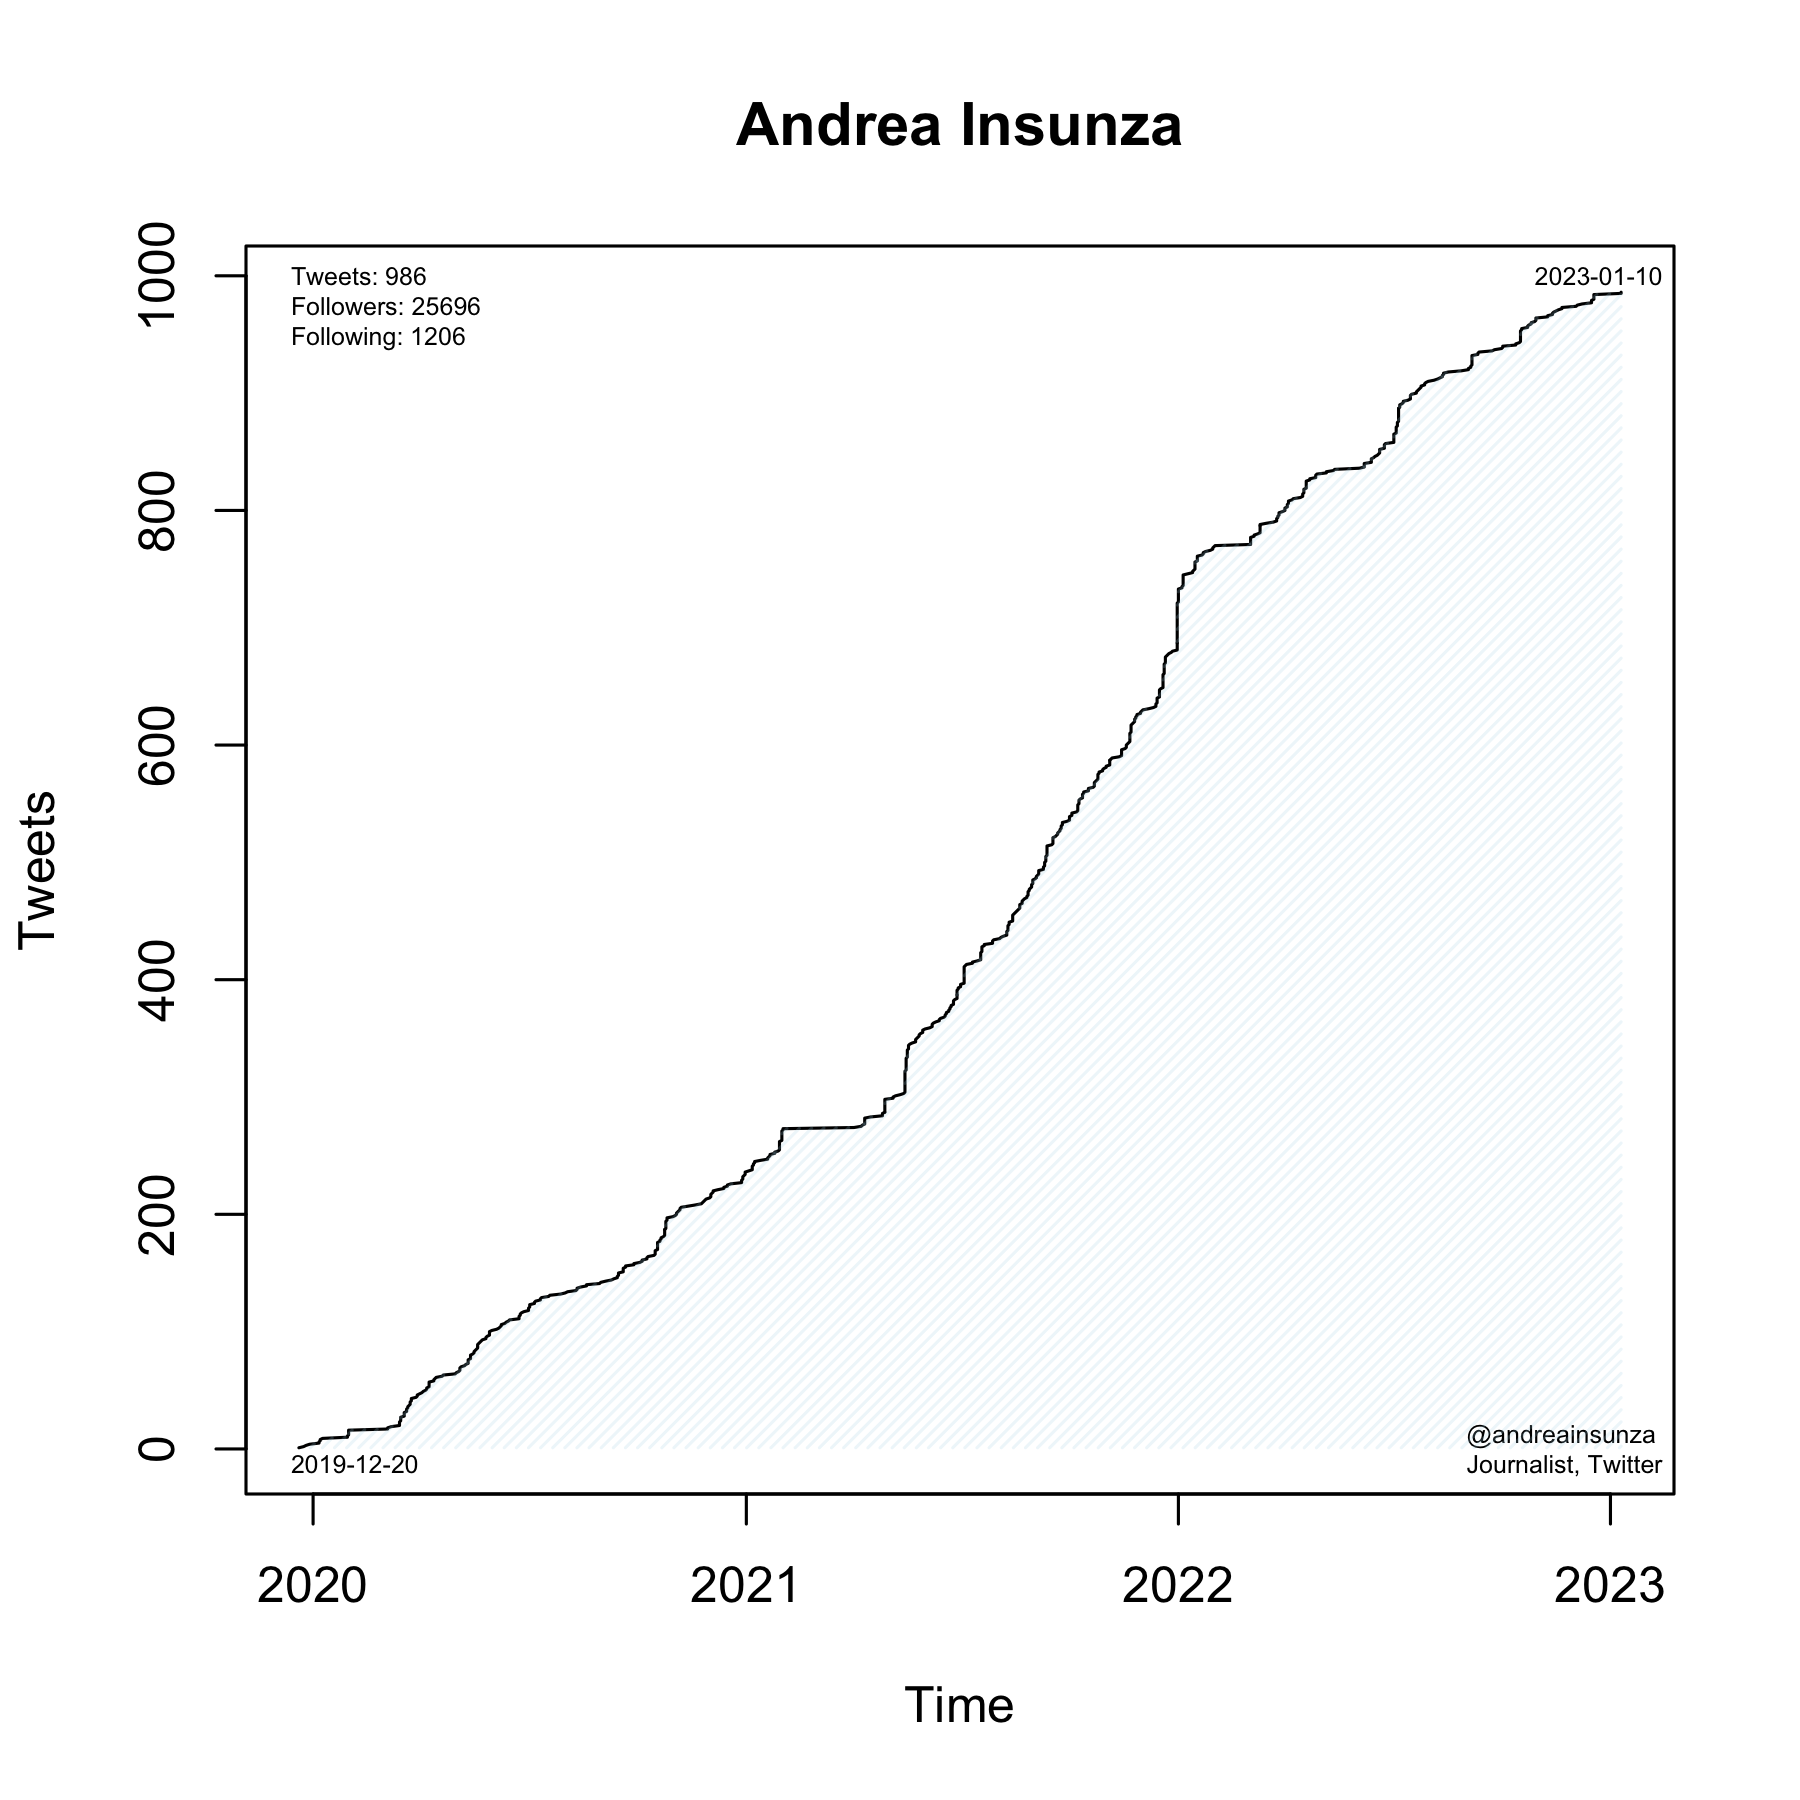 Andrea Insunza
Tweets: 986
Followers: 25696
Following: 1206
2023-01-10
1000
800
600
400
200
0
Tweets
@andreainsunza
Journalist, Twitter
2019-12-20
2020
2021
2022
2023
Time